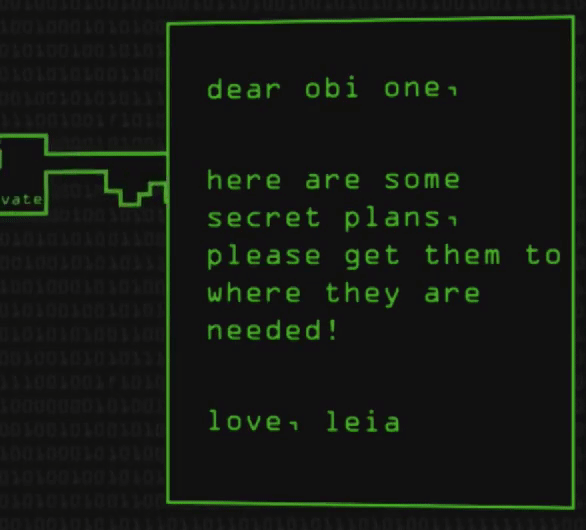 dear obi one,
here are some
secret plans,
please get them to
where they are
needed!
love, leia
vate